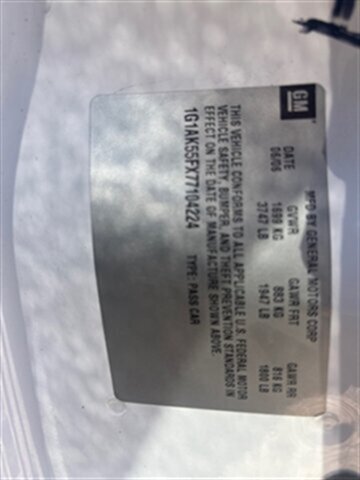 GM
MFD BY GENERAL MOTORS CORP
DATE GVWR GAWR FRT GAWR RR
06/06 1699 KG 883 KG 816 KG
3747 LB 1947 LB 1800 LB
THIS VEHICLE CONFORMS TO ALL APPLICABLE U.S. FEDERAL MOTOR
VEHICLE SAFETY, BUMPER, AND THEFT PREVENTION STANDARDS IN
EFFECT ON THE DATE OF MANUFACTURE SHOWN ABOVE.
1G1AK55FX77104224 TYPE: PASS CAR